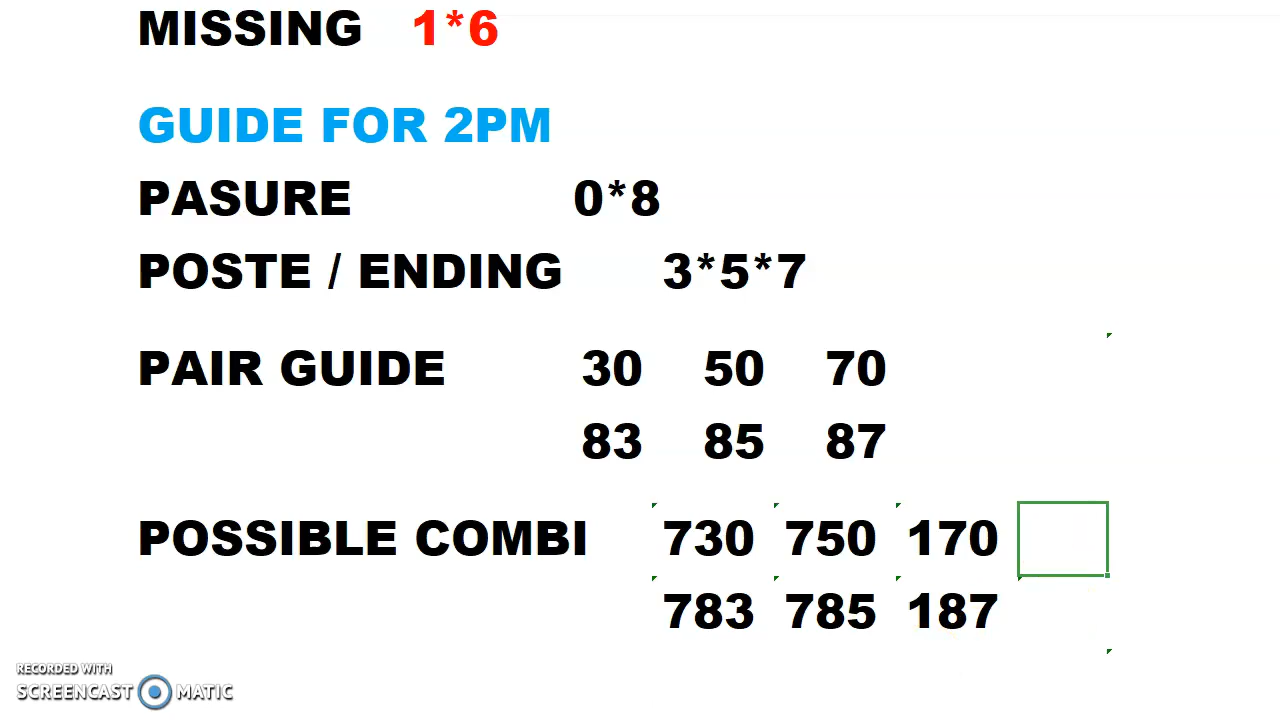 MISSING 1*6
GUIDE FOR 2PM
PASURE 0*8
POSTE / ENDING 3*5*7
PAIR GUIDE 30 50 70
83 85 87
POSSIBLE COMBI 730 750 170
783 785 187
RECORDED WITH
SCREENCAST MATIC